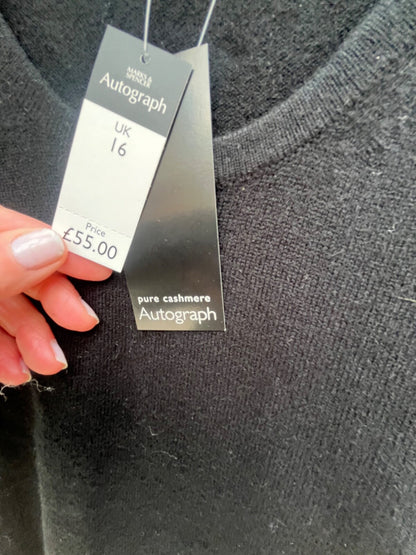 MARKS &
SPENCER
Autograph
UK
16
Price
£55.00
pure cashmere
Autograph